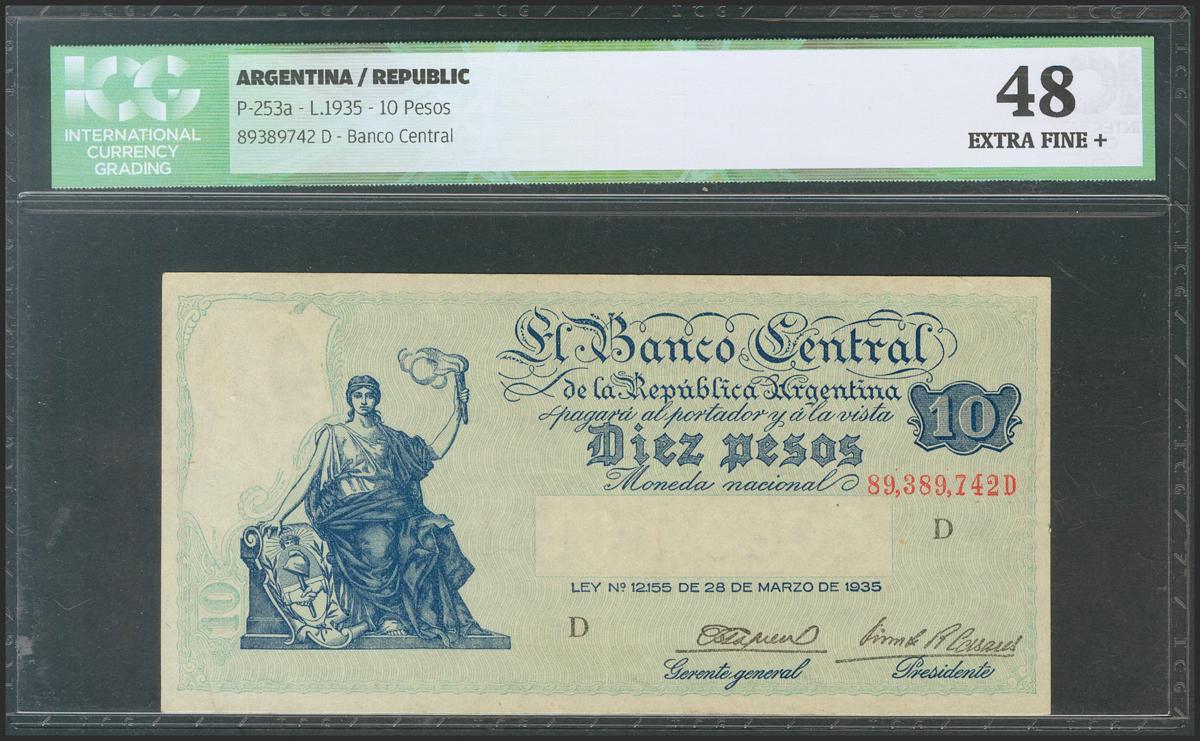 ICG
INTERNATIONAL
CURRENCY
GRADING
ARGENTINA / REPUBLIC
P-253a - L.1935 - 10 Pesos
89389742 D - Banco Central
48
EXTRA FINE +
El Banco Central
de la República Argentina
pagará al portador y á la vista
Diez pesos
Moneda nacional
10
89,389,742D
D
LEY Nº 12.155 DE 28 DE MARZO DE 1935
10
D
Gerente general
Presidente